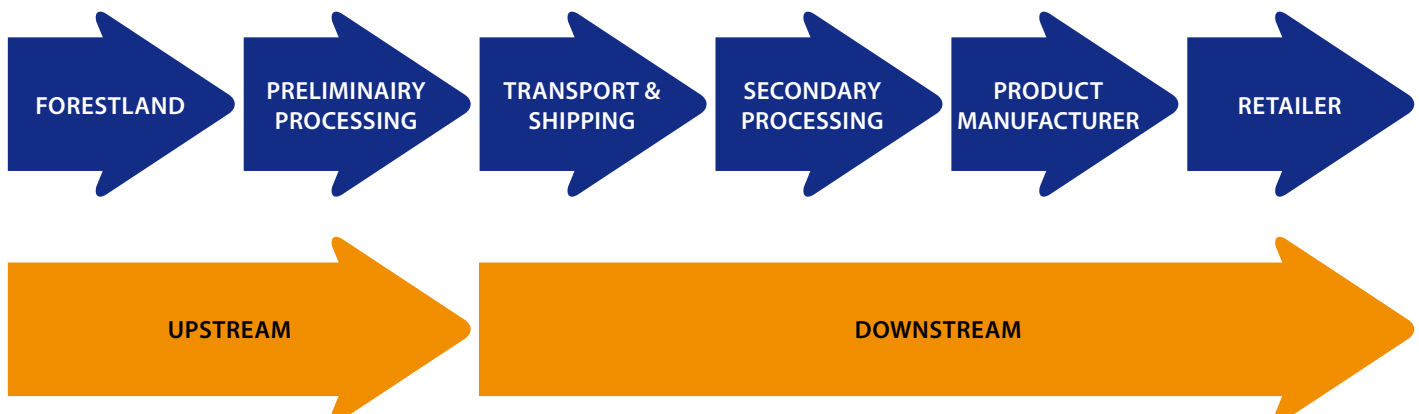 FORESTLAND
PRELIMINAIRY
PROCESSING
TRANSPORT &
SHIPPING
SECONDARY
PROCESSING
PRODUCT
MANUFACTURER
RETAILER
UPSTREAM
DOWNSTREAM